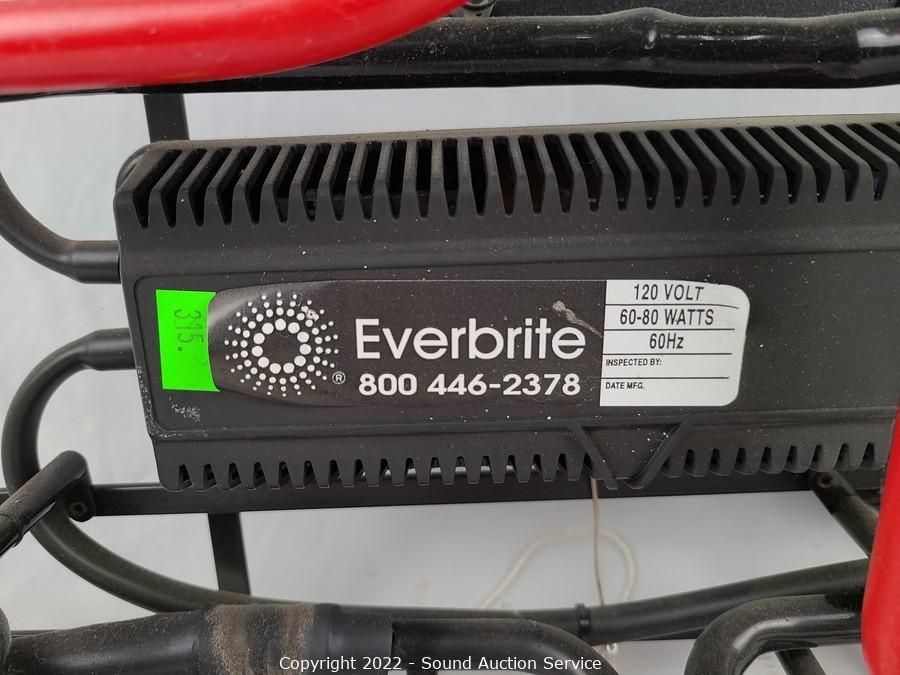 315.
Everbrite
®
800 446-2378
120 VOLT
60-80 WATTS
60Hz
INSPECTED BY:
DATE MFG.
Copyright 2022 - Sound Auction Service